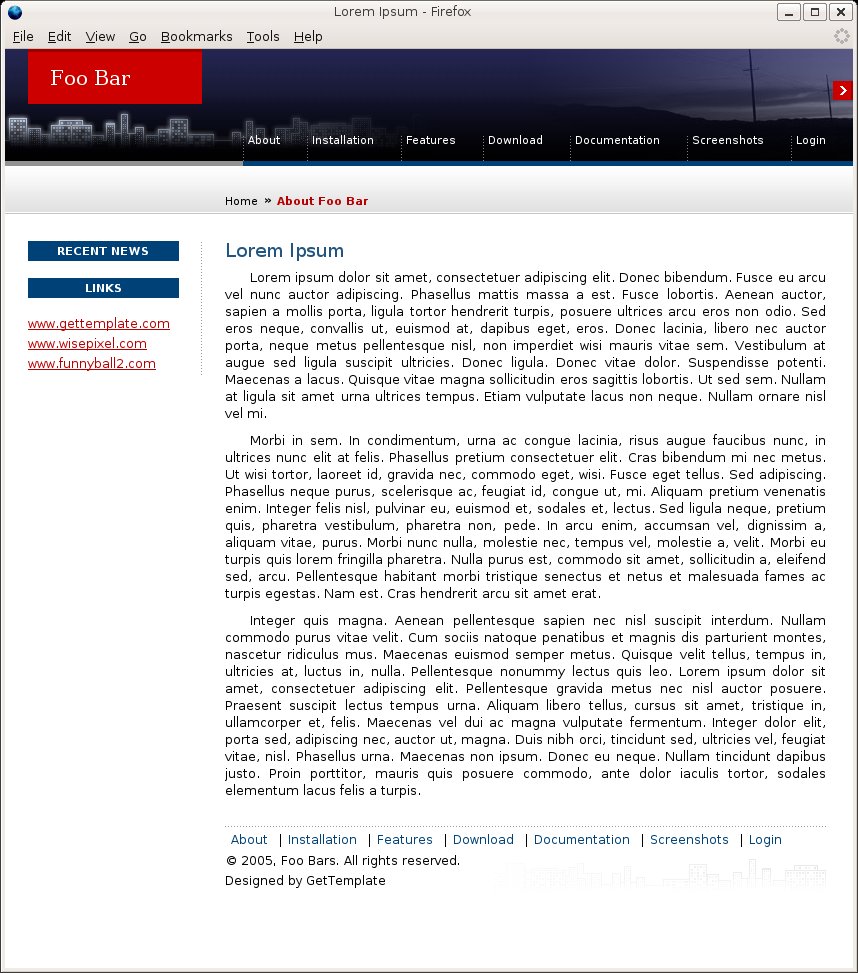 Lorem Ipsum - Firefox
File Edit View Go Bookmarks Tools Help
Foo Bar
About Installation Features Download Documentation Screenshots Login
Home » About Foo Bar
RECENT NEWS
LINKS
www.gettemplate.com
www.wisepixel.com
www.funnyball2.com
Lorem Ipsum
Lorem ipsum dolor sit amet, consectetuer adipiscing elit. Donec bibendum. Fusce eu arcu
vel nunc auctor adipiscing. Phasellus mattis massa a est. Fusce lobortis. Aenean auctor,
sapien a mollis porta, ligula tortor hendrerit turpis, posuere ultrices arcu eros non odio. Sed
eros neque, convallis ut, euismod at, dapibus eget, eros. Donec lacinia, libero nec auctor
porta, neque metus pellentesque nisl, non imperdiet wisi mauris vitae sem. Vestibulum at
augue sed ligula suscipit ultricies. Donec ligula. Donec vitae dolor. Suspendisse potenti.
Maecenas a lacus. Quisque vitae magna sollicitudin eros sagittis lobortis. Ut sed sem. Nullam
at ligula sit amet urna ultrices tempus. Etiam vulputate lacus non neque. Nullam ornare nisl
vel mi.
Morbi in sem. In condimentum, urna ac congue lacinia, risus augue faucibus nunc, in
ultrices nunc elit at felis. Phasellus pretium consectetuer elit. Cras bibendum mi nec metus.
Ut wisi tortor, laoreet id, gravida nec, commodo eget, wisi. Fusce eget tellus. Sed adipiscing.
Phasellus neque purus, scelerisque ac, feugiat id, congue ut, mi. Aliquam pretium venenatis
enim. Integer felis nisl, pulvinar eu, euismod et, sodales et, lectus. Sed ligula neque, pretium
quis, pharetra vestibulum, pharetra non, pede. In arcu enim, accumsan vel, dignissim a,
aliquam vitae, purus. Morbi nunc nulla, molestie nec, tempus vel, molestie a, velit. Morbi eu
turpis quis lorem fringilla pharetra. Nulla purus est, commodo sit amet, sollicitudin a, eleifend
sed, arcu. Pellentesque habitant morbi tristique senectus et netus et malesuada fames ac
turpis egestas. Nam est. Cras hendrerit arcu sit amet erat.
Integer quis magna. Aenean pellentesque sapien nec nisl suscipit interdum. Nullam
commodo purus vitae velit. Cum sociis natoque penatibus et magnis dis parturient montes,
nascetur ridiculus mus. Maecenas euismod semper metus. Quisque velit tellus, tempus in,
ultricies at, luctus in, nulla. Pellentesque nonummy lectus quis leo. Lorem ipsum dolor sit
amet, consectetuer adipiscing elit. Pellentesque gravida metus nec nisl auctor posuere.
Praesent suscipit lectus tempus urna. Aliquam libero tellus, cursus sit amet, tristique in,
ullamcorper et, felis. Maecenas vel dui ac magna vulputate fermentum. Integer dolor elit,
porta sed, adipiscing nec, auctor ut, magna. Duis nibh orci, tincidunt sed, ultricies vel, feugiat
vitae, nisl. Phasellus urna. Maecenas non ipsum. Donec eu neque. Nullam tincidunt dapibus
justo. Proin porttitor, mauris quis posuere commodo, ante dolor iaculis tortor, sodales
elementum lacus felis a turpis.
About | Installation | Features | Download | Documentation | Screenshots | Login
© 2005, Foo Bars. All rights reserved.
Designed by GetTemplate